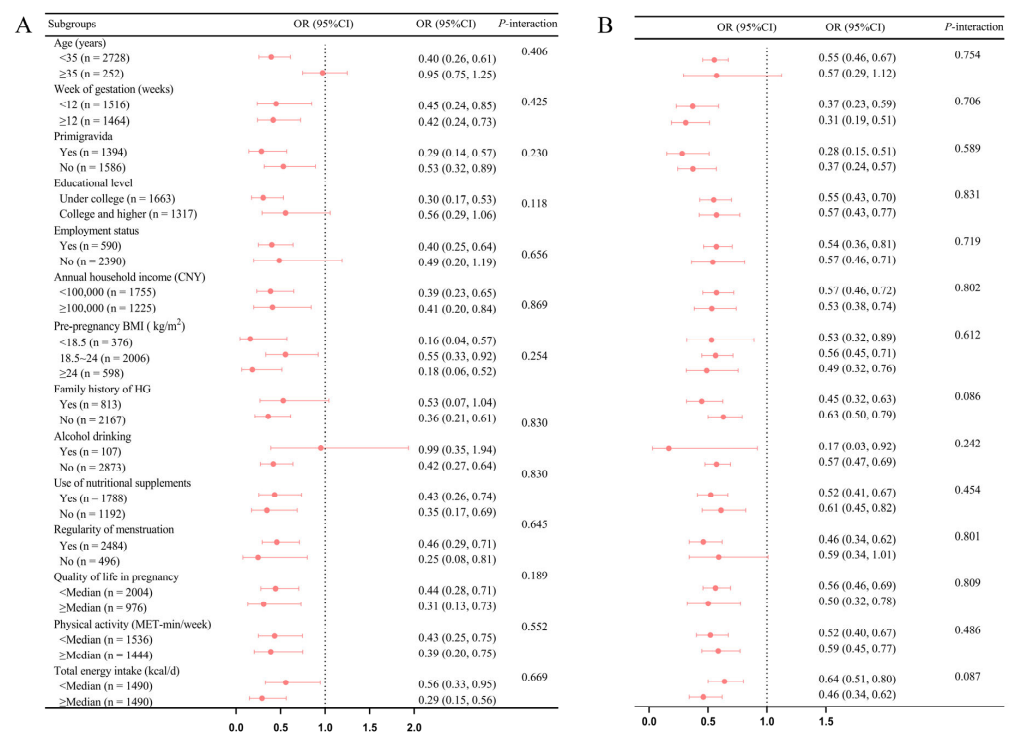 A
Subgroups OR (95%CI) OR (95%CI) P-interaction
Age (years) 0.406
<35 (n = 2728) 0.40 (0.26, 0.61)
≥35 (n = 252) 0.95 (0.75, 1.25)
Week of gestation (weeks)
<12 (n = 1516) 0.45 (0.24, 0.85) 0.425
≥12 (n = 1464) 0.42 (0.24, 0.73)
Primigravida
Yes (n = 1394) 0.29 (0.14, 0.57) 0.230
No (n = 1586) 0.53 (0.32, 0.89)
Educational level
Under college (n = 1663) 0.30 (0.17, 0.53) 0.118
College and higher (n = 1317) 0.56 (0.29, 1.06)
Employment status
Yes (n = 590) 0.40 (0.25, 0.64) 0.656
No (n = 2390) 0.49 (0.20, 1.19)
Annual household income (CNY)
<100,000 (n = 1755) 0.39 (0.23, 0.65)
≥100,000 (n = 1225) 0.41 (0.20, 0.84) 0.869
Pre-pregnancy BMI ( kg/m²)
<18.5 (n = 376) 0.16 (0.04, 0.57)
18.5~24 (n = 2006) 0.55 (0.33, 0.92) 0.254
≥24 (n = 598) 0.18 (0.06, 0.52)
Family history of HG
Yes (n = 813) 0.53 (0.07, 1.04)
No (n = 2167) 0.36 (0.21, 0.61) 0.830
Alcohol drinking
Yes (n = 107) 0.99 (0.35, 1.94)
No (n = 2873) 0.42 (0.27, 0.64) 0.830
Use of nutritional supplements
Yes (n = 1788) 0.43 (0.26, 0.74)
No (n = 1192) 0.35 (0.17, 0.69)
Regularity of menstruation 0.645
Yes (n = 2484) 0.46 (0.29, 0.71)
No (n = 496) 0.25 (0.08, 0.81)
Quality of life in pregnancy 0.189
<Median (n = 2004) 0.44 (0.28, 0.71)
≥Median (n = 976) 0.31 (0.13, 0.73)
Physical activity (MET-min/week) 0.552
<Median (n = 1536) 0.43 (0.25, 0.75)
≥Median (n = 1444) 0.39 (0.20, 0.75)
Total energy intake (kcal/d) 0.669
<Median (n = 1490) 0.56 (0.33, 0.95)
≥Median (n = 1490) 0.29 (0.15, 0.56)
0.0 0.5 1.0 1.5 2.0
B
OR (95%CI) OR (95%CI) P-interaction
0.55 (0.46, 0.67) 0.754
0.57 (0.29, 1.12)
0.37 (0.23, 0.59) 0.706
0.31 (0.19, 0.51)
0.28 (0.15, 0.51) 0.589
0.37 (0.24, 0.57)
0.55 (0.43, 0.70) 0.831
0.57 (0.43, 0.77)
0.54 (0.36, 0.81) 0.719
0.57 (0.46, 0.71)
0.57 (0.46, 0.72) 0.802
0.53 (0.38, 0.74)
0.53 (0.32, 0.89) 0.612
0.56 (0.45, 0.71)
0.49 (0.32, 0.76)
0.45 (0.32, 0.63) 0.086
0.63 (0.50, 0.79)
0.17 (0.03, 0.92) 0.242
0.57 (0.47, 0.69)
0.52 (0.41, 0.67) 0.454
0.61 (0.45, 0.82)
0.46 (0.34, 0.62) 0.801
0.59 (0.34, 1.01)
0.56 (0.46, 0.69) 0.809
0.50 (0.32, 0.78)
0.52 (0.40, 0.67) 0.486
0.59 (0.45, 0.77)
0.64 (0.51, 0.80) 0.087
0.46 (0.34, 0.62)
0.0 0.5 1.0 1.5